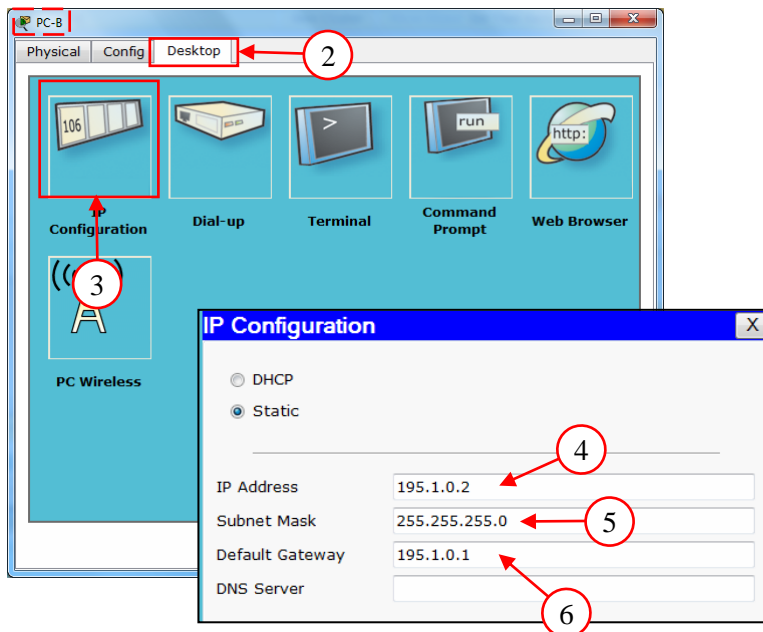 PC-B
Physical Config Desktop
2
106
>
run
http:
IP Configuration
Dial-up
Terminal
Command Prompt
Web Browser
3
PC Wireless
IP Configuration
X
DHCP
Static
4
IP Address 195.1.0.2
Subnet Mask 255.255.255.0
5
Default Gateway 195.1.0.1
DNS Server
6